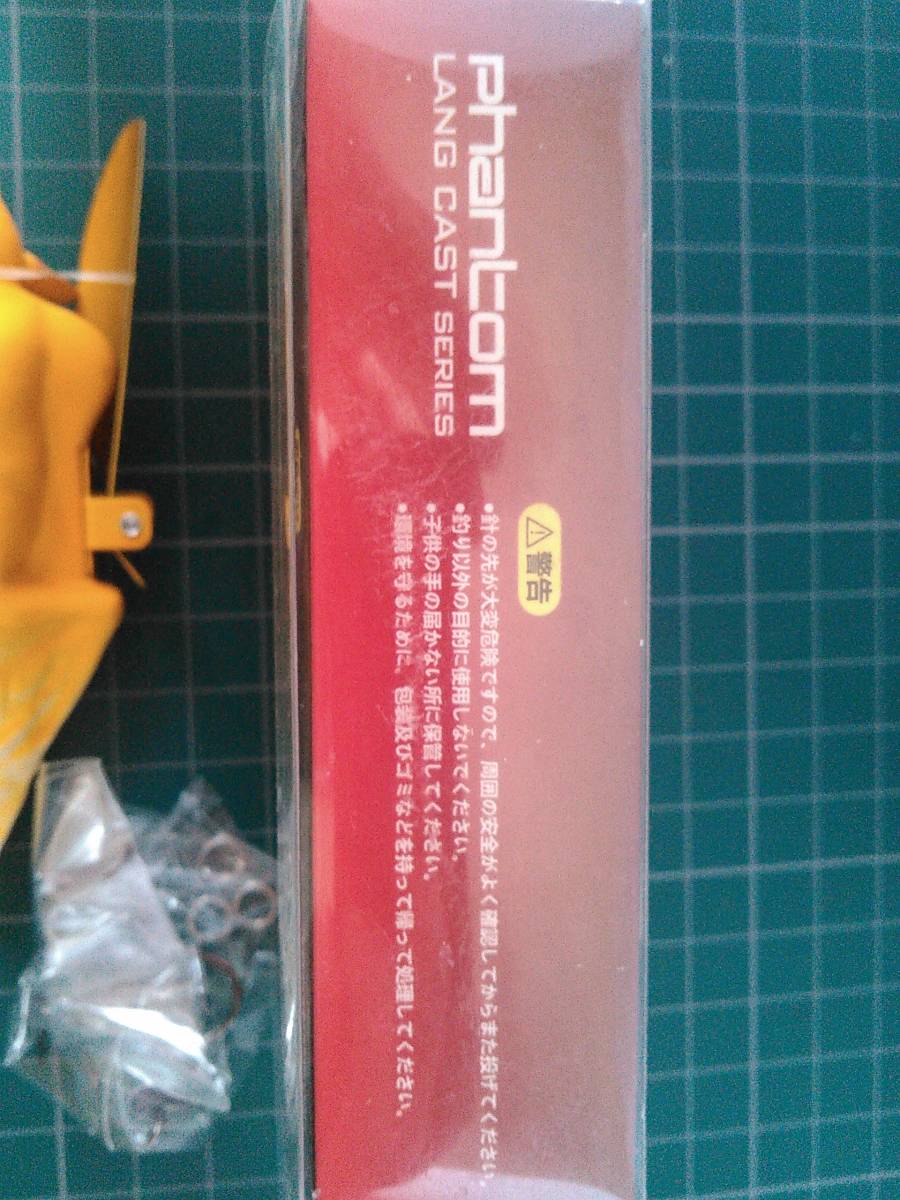 phantom
LANG CAST SERIES
警告
●針の先が大変危険ですので、周囲の安全がよく確認してからまた投げてください。
●釣り以外の目的に使用しないでください。
●子供の手の届かない所に保管してください。
●環境を守るために、包装及びゴミなどを持って帰って処理してください。